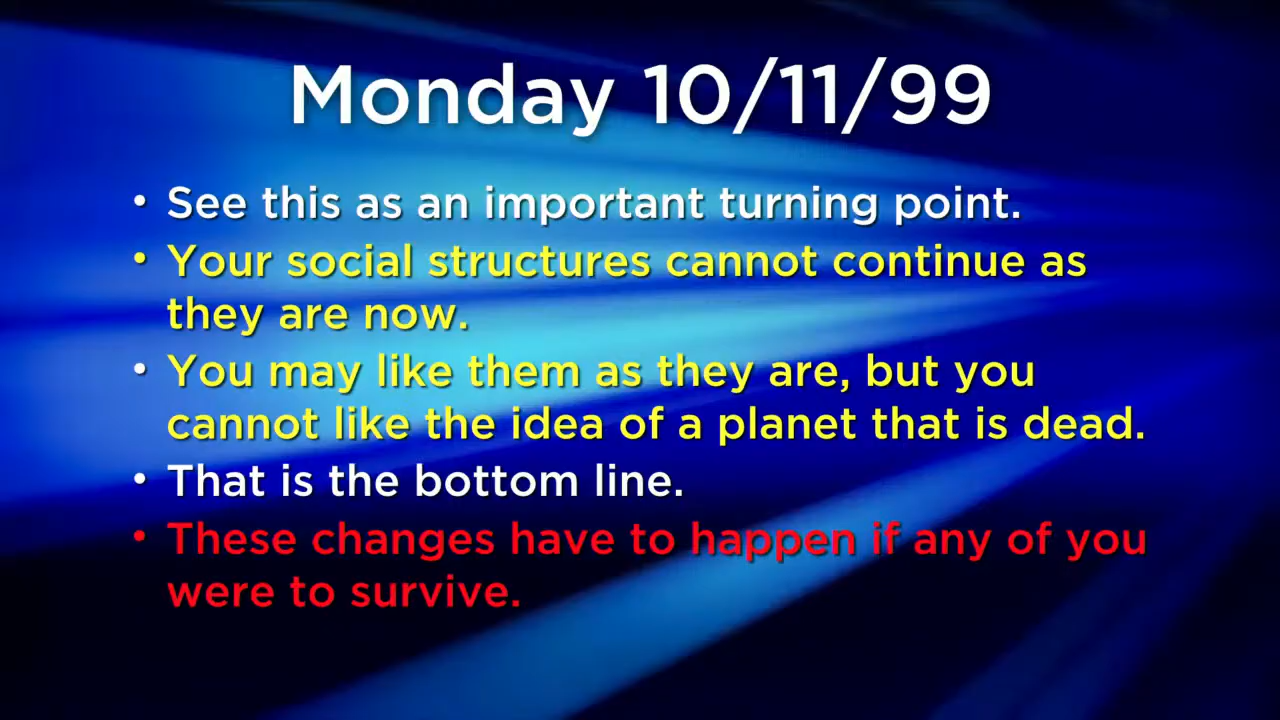 Monday 10/11/99
• See this as an important turning point.
• Your social structures cannot continue as
they are now.
• You may like them as they are, but you
cannot like the idea of a planet that is dead.
• That is the bottom line.
• These changes have to happen if any of you
were to survive.